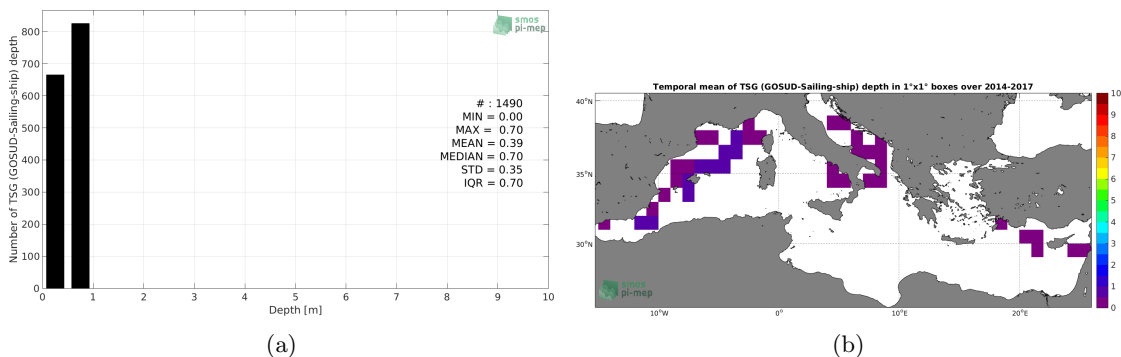 Number of TSG (GOSUD-Sailing-ship) depth
800
700
600
500
400
300
200
100
0
0 1 2 3 4 5 6 7 8 9 10
Depth [m]
smos
pi-mep
# : 1490
MIN = 0.00
MAX = 0.70
MEAN = 0.39
MEDIAN = 0.70
STD = 0.35
IQR = 0.70
(a)
Temporal mean of TSG (GOSUD-Sailing-ship) depth in 1°x1° boxes over 2014-2017
40°N
35°N
30°N
10°W 0° 10°E 20°E
smos
pi-mep
10
9
8
7
6
5
4
3
2
1
0
(b)